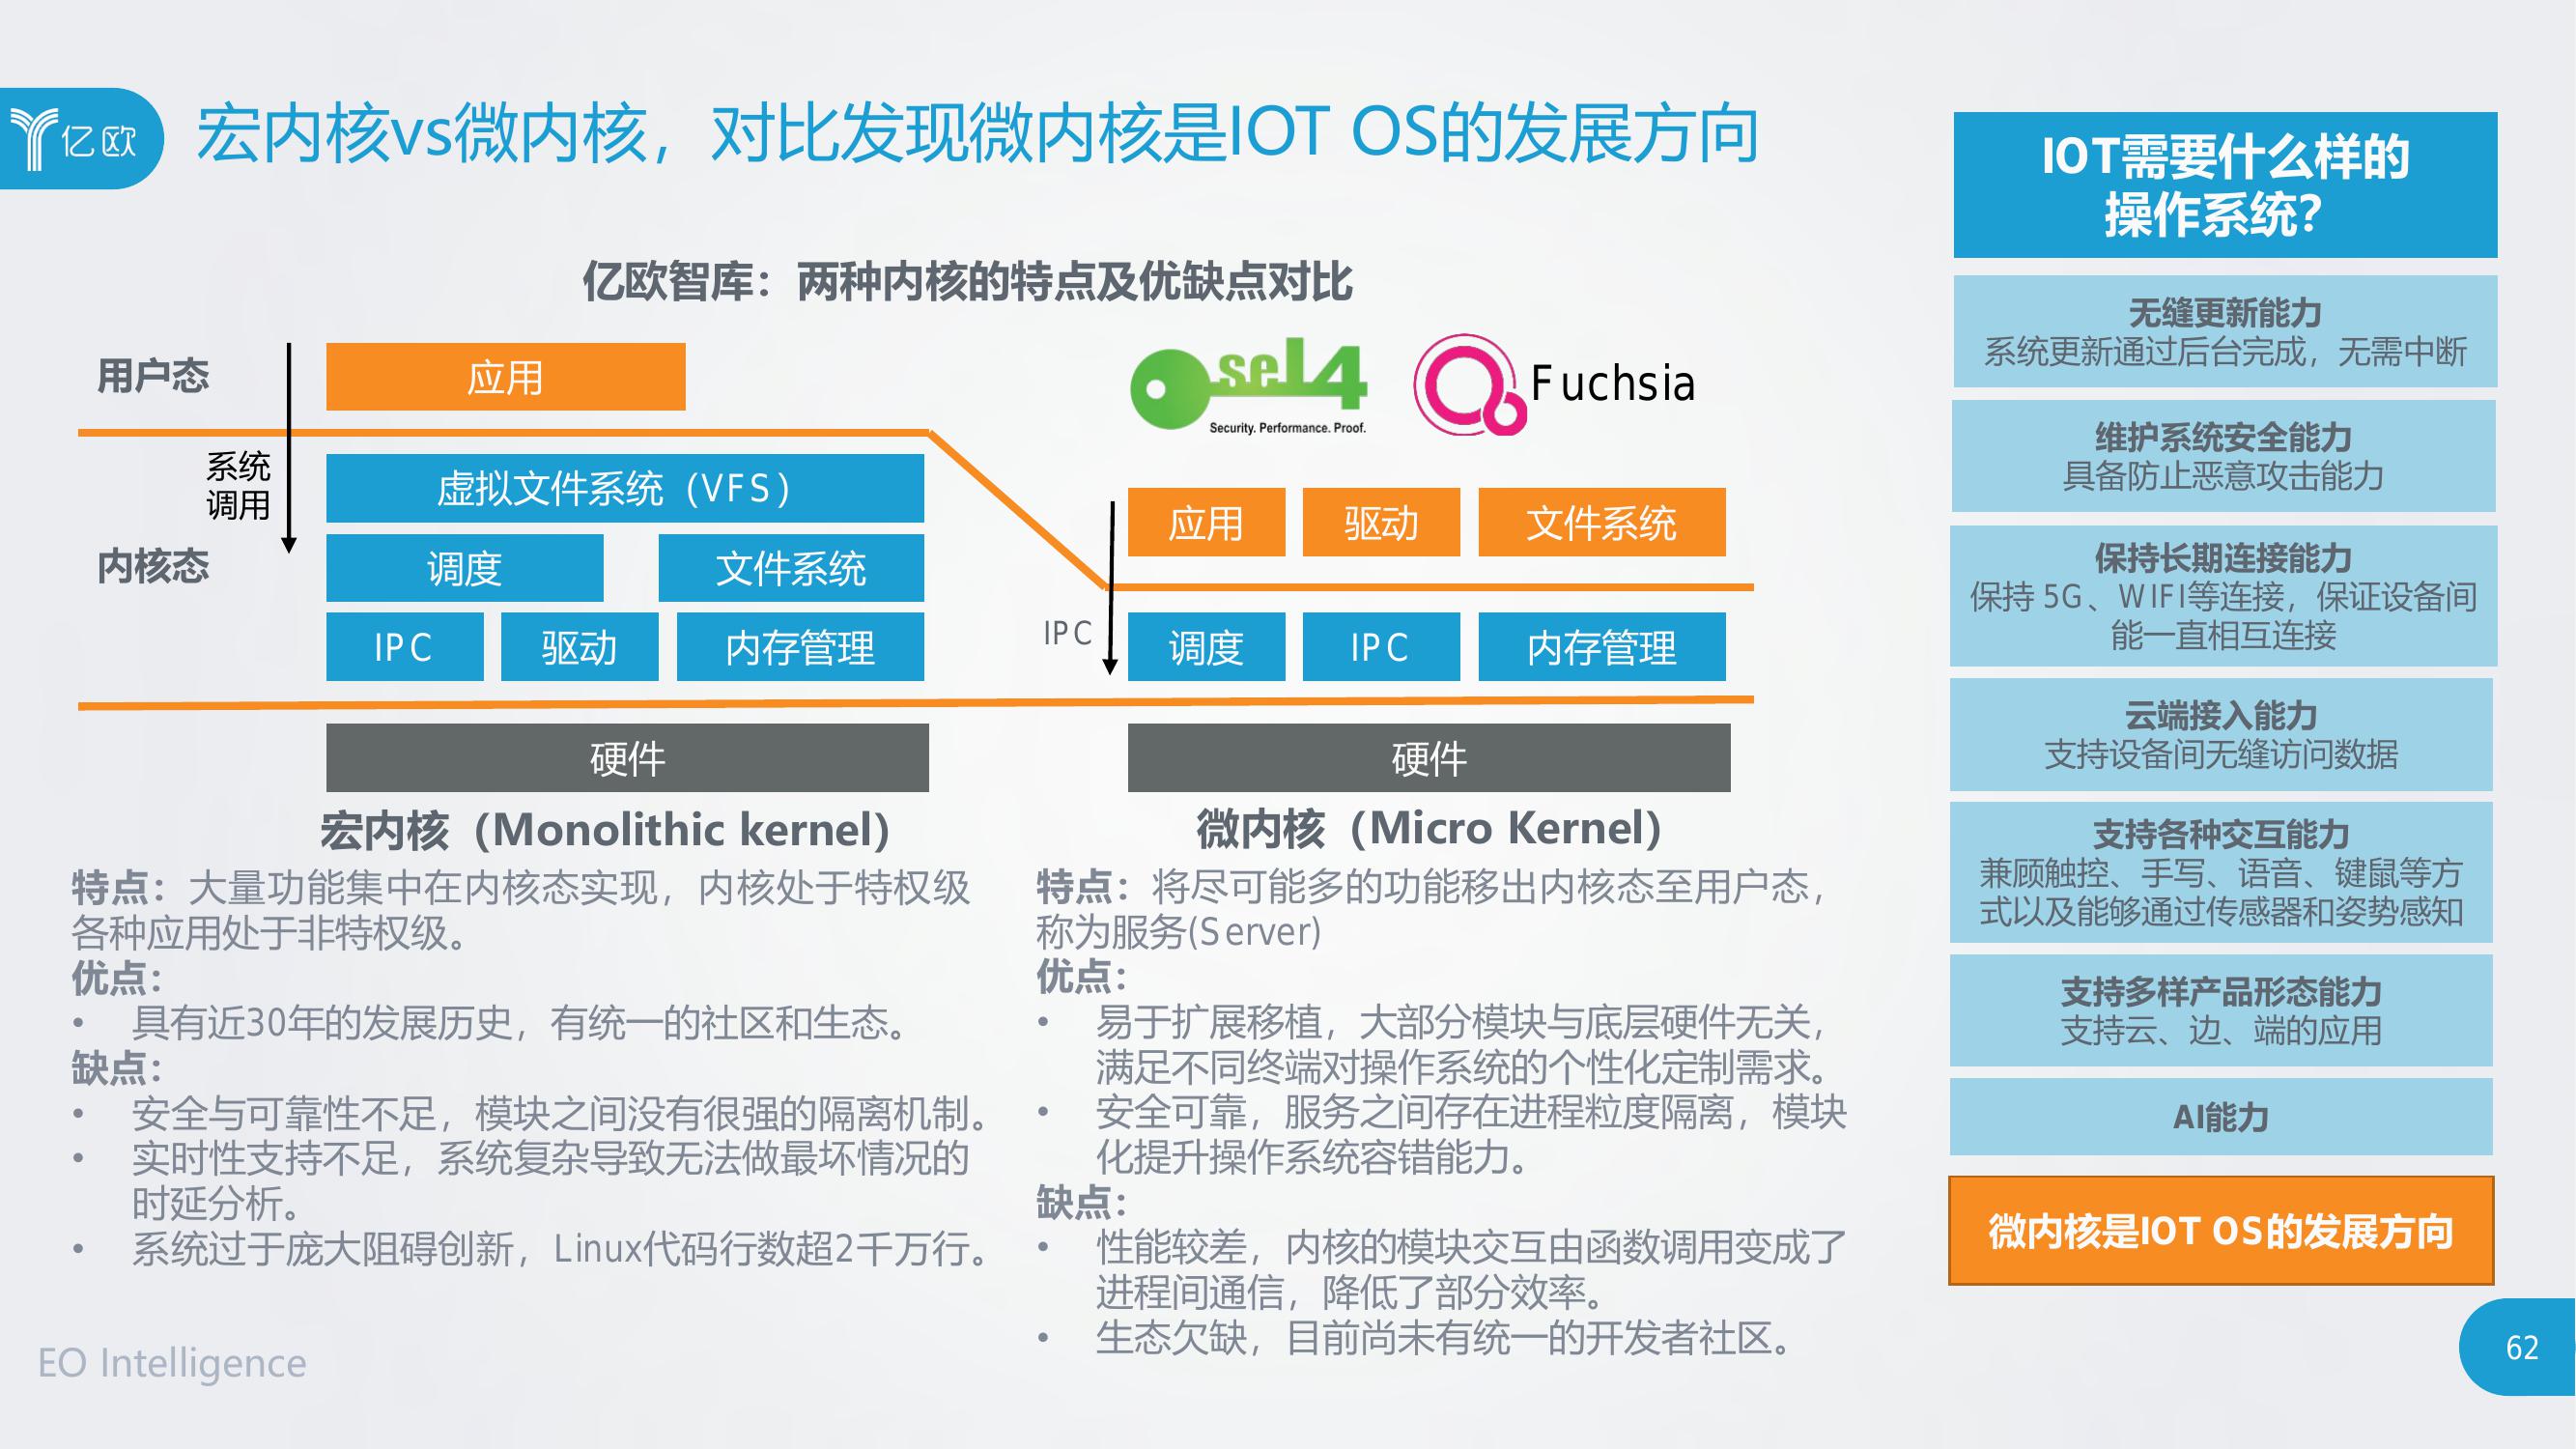 亿欧
宏内核vs微内核，对比发现微内核是IOT OS的发展方向
亿欧智库：两种内核的特点及优缺点对比
用户态
系统
调用
内核态
应用
虚拟文件系统（VFS）
调度
文件系统
IPC
驱动
内存管理
硬件
宏内核（Monolithic kernel）
sel4
Security. Performance. Proof.
Fuchsia
应用
驱动
文件系统
IPC
调度
IPC
内存管理
硬件
微内核（Micro Kernel）
特点：大量功能集中在内核态实现，内核处于特权级
各种应用处于非特权级。
优点：
• 具有近30年的发展历史，有统一的社区和生态。
缺点：
• 安全与可靠性不足，模块之间没有很强的隔离机制。
• 实时性支持不足，系统复杂导致无法做最坏情况的
时延分析。
• 系统过于庞大阻碍创新，Linux代码行数超2千万行。
特点：将尽可能多的功能移出内核态至用户态，
称为服务(Server)
优点：
• 易于扩展移植，大部分模块与底层硬件无关，
满足不同终端对操作系统的个性化定制需求。
• 安全可靠，服务之间存在进程粒度隔离，模块
化提升操作系统容错能力。
缺点：
• 性能较差，内核的模块交互由函数调用变成了
进程间通信，降低了部分效率。
• 生态欠缺，目前尚未有统一的开发者社区。
IOT需要什么样的
操作系统？
无缝更新能力
系统更新通过后台完成，无需中断
维护系统安全能力
具备防止恶意攻击能力
保持长期连接能力
保持 5G、WIFI等连接，保证设备间
能一直相互连接
云端接入能力
支持设备间无缝访问数据
支持各种交互能力
兼顾触控、手写、语音、键鼠等方
式以及能够通过传感器和姿势感知
支持多样产品形态能力
支持云、边、端的应用
AI能力
微内核是IOT OS的发展方向
EO Intelligence
62